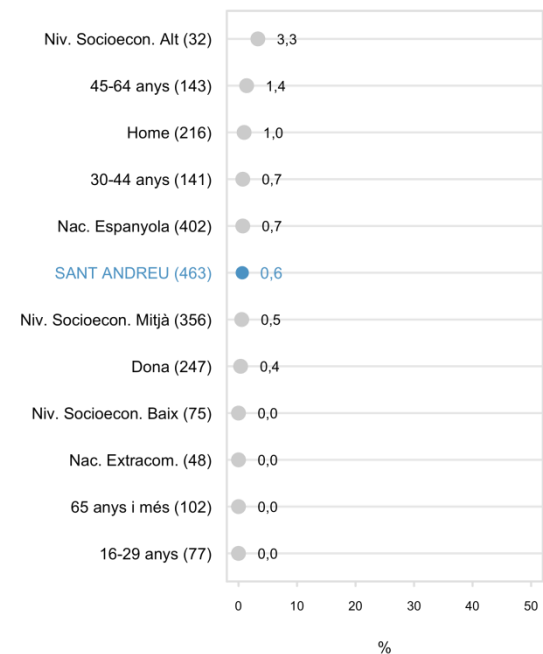 Niv. Socioecon. Alt (32) 3,3
45-64 anys (143) 1,4
Home (216) 1,0
30-44 anys (141) 0,7
Nac. Espanyola (402) 0,7
SANT ANDREU (463) 0,6
Niv. Socioecon. Mitjà (356) 0,5
Dona (247) 0,4
Niv. Socioecon. Baix (75) 0,0
Nac. Extracom. (48) 0,0
65 anys i més (102) 0,0
16-29 anys (77) 0,0
0 10 20 30 40 50
%